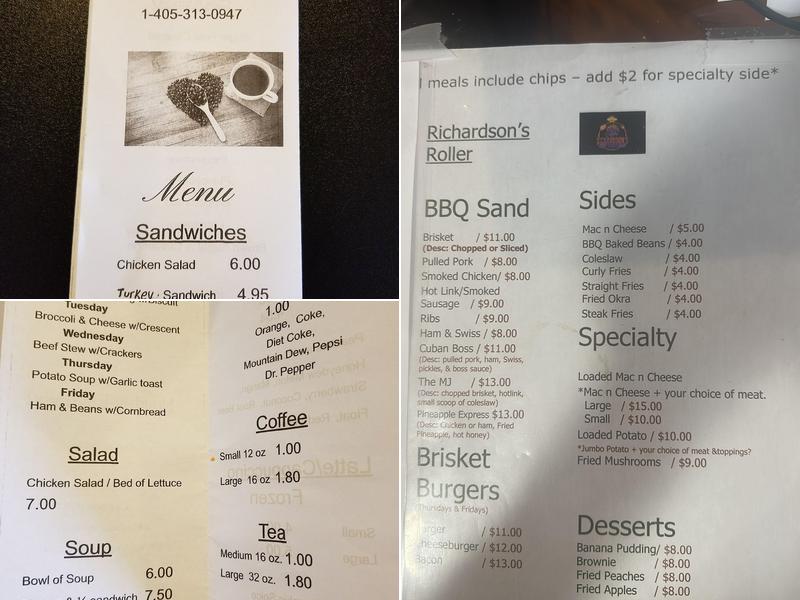 1-405-313-0947
Menu
Sandwiches
Chicken Salad 6.00
Turkey Sandwich 4.95
Tuesday
Broccoli & Cheese w/Crescent
Wednesday
Beef Stew w/Crackers
Thursday
Potato Soup w/Garlic toast
Friday
Ham & Beans w/Cornbread
Salad
Chicken Salad / Bed of Lettuce
7.00
Soup
Bowl of Soup 6.00
sandwich 7.50
1.00
Orange, Coke,
Diet Coke,
Mountain Dew, Pepsi
Dr. Pepper
Coffee
Small 12 oz 1.00
Large 16 oz 1.80
Tea
Medium 16 oz. 1.00
Large 32 oz. 1.80
meals include chips – add $2 for specialty side*
Richardson's
Roller
BBQ Sand
Brisket / $11.00
(Desc: Chopped or Sliced)
Pulled Pork / $8.00
Smoked Chicken/ $8.00
Hot Link/Smoked
Sausage / $9.00
Ribs / $9.00
Ham & Swiss / $8.00
Cuban Boss / $11.00
(Desc: pulled pork, ham, Swiss,
pickles, & boss sauce)
The MJ / $13.00
(Desc: chopped brisket, hotlink,
small scoop of coleslaw)
Pineapple Express $13.00
(Desc: Chicken or ham, Fried
Pineapple, hot honey)
Brisket
Burgers
(Thursdays & Fridays)
/ $11.00
/ $12.00
Bacon / $13.00
Sides
Mac n Cheese / $5.00
BBQ Baked Beans / $4.00
Coleslaw / $4.00
Curly Fries / $4.00
Straight Fries / $4.00
Fried Okra / $4.00
Steak Fries / $4.00
Specialty
Loaded Mac n Cheese
*Mac n Cheese + your choice of meat.
Large / $15.00
Small / $10.00
Loaded Potato / $10.00
*Jumbo Potato + your choice of meat &toppings?
Fried Mushrooms / $9.00
Desserts
Banana Pudding/ $8.00
Brownie / $8.00
Fried Peaches / $8.00
Fried Apples / $8.00